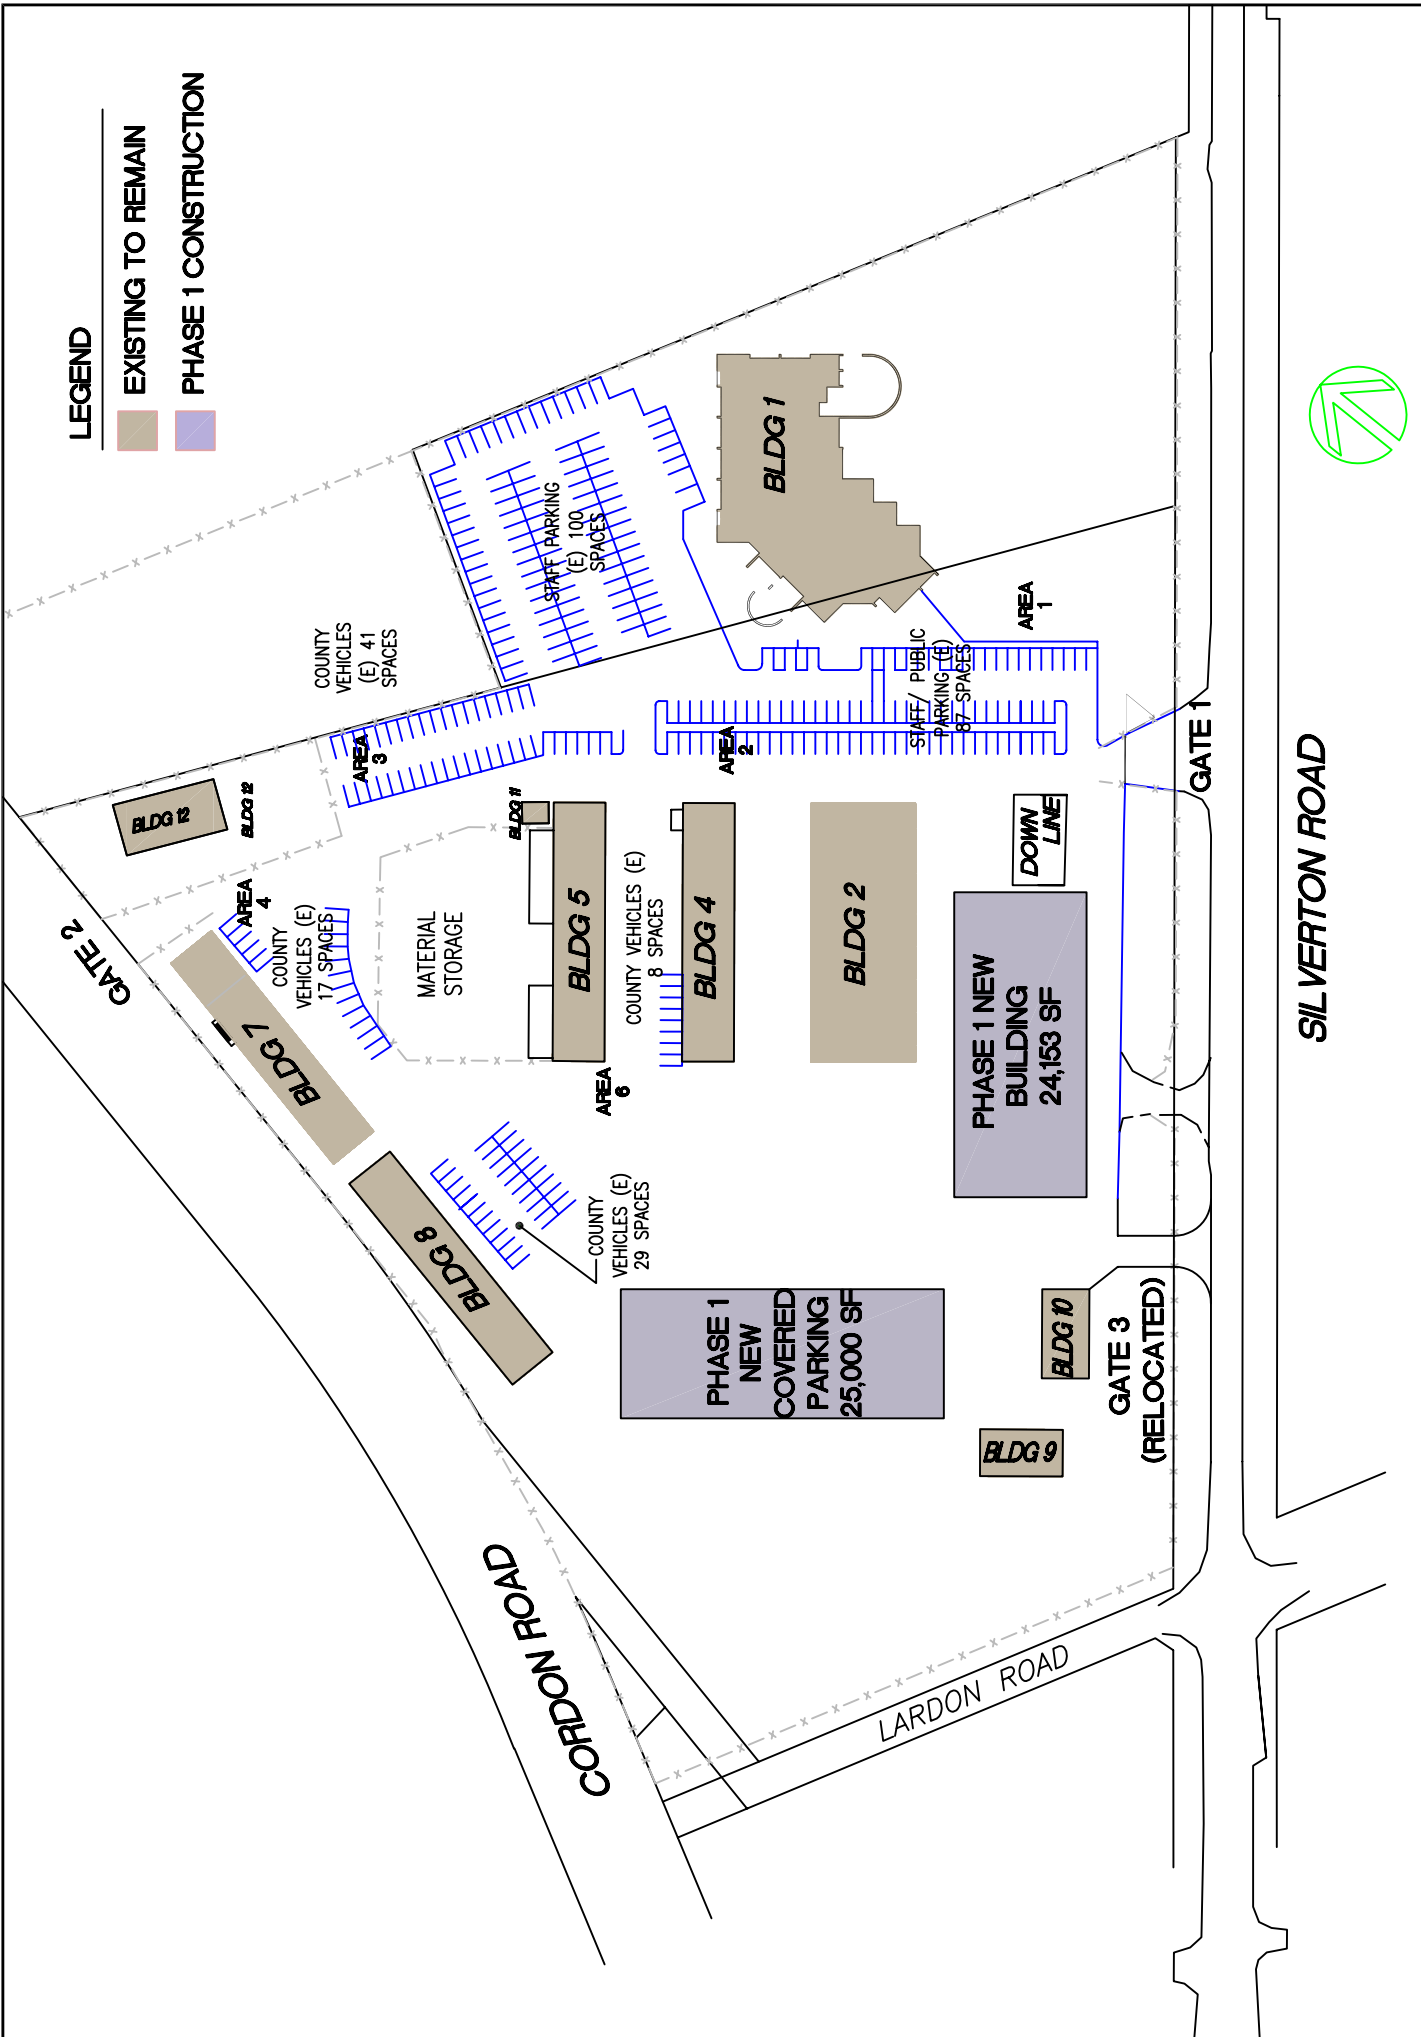 LEGEND
EXISTING TO REMAIN
PHASE 1 CONSTRUCTION
BLDG 1
STAFF PARKING
(E) 100
SPACES
COUNTY
VEHICLES
(E) 41
SPACES
AREA
1
STAFF/ PUBLIC
PARKING (E)
87 SPACES
AREA
2
AREA
3
GATE 1
SILVERTON ROAD
BLDG 12
BLDG 12
BLDG 11
AREA
4
GATE 2
COUNTY
VEHICLES (E)
17 SPACES
MATERIAL
STORAGE
BLDG 5
COUNTY VEHICLES (E)
8 SPACES
BLDG 4
BLDG 2
DOWN
LINE
PHASE 1 NEW
BUILDING
24,153 SF
BLDG 7
AREA
6
BLDG 8
COUNTY
VEHICLES (E)
29 SPACES
PHASE 1
NEW
COVERED
PARKING
25,000 SF
BLDG 10
GATE 3
(RELOCATED)
BLDG 9
CORDON ROAD
LARDON ROAD